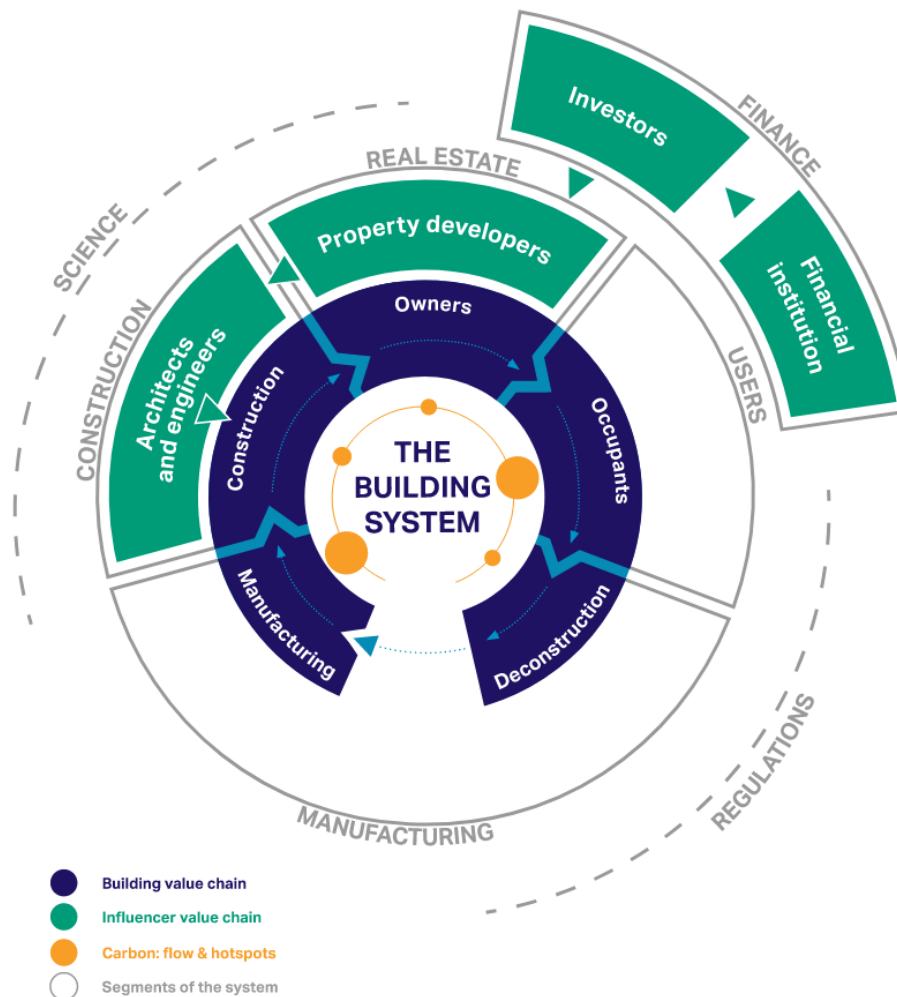 FINANCE
Investors
Financial
institution
REAL ESTATE
Property developers
SCIENCE
CONSTRUCTION
Architects
and engineers
Owners
Construction
Occupants
USERS
THE
BUILDING
SYSTEM
Manufacturing
Deconstruction
MANUFACTURING
REGULATIONS
Building value chain
Influencer value chain
Carbon: flow & hotspots
Segments of the system